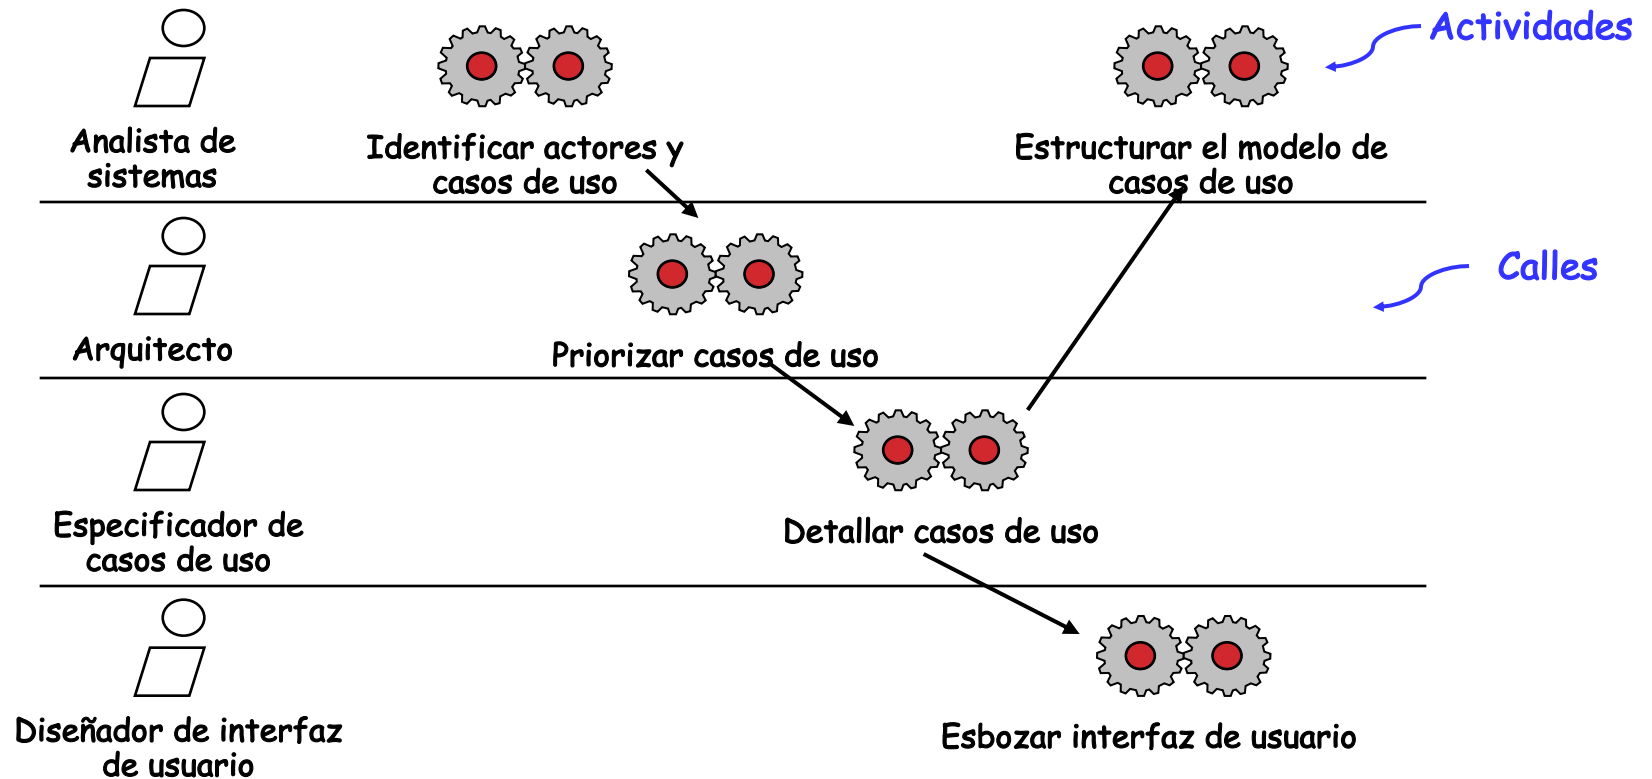 Actividades
Analista de
sistemas
Identificar actores y
casos de uso
Estructurar el modelo de
casos de uso
Calles
Arquitecto
Priorizar casos de uso
Especificador de
casos de uso
Detallar casos de uso
Diseñador de interfaz
de usuario
Esbozar interfaz de usuario